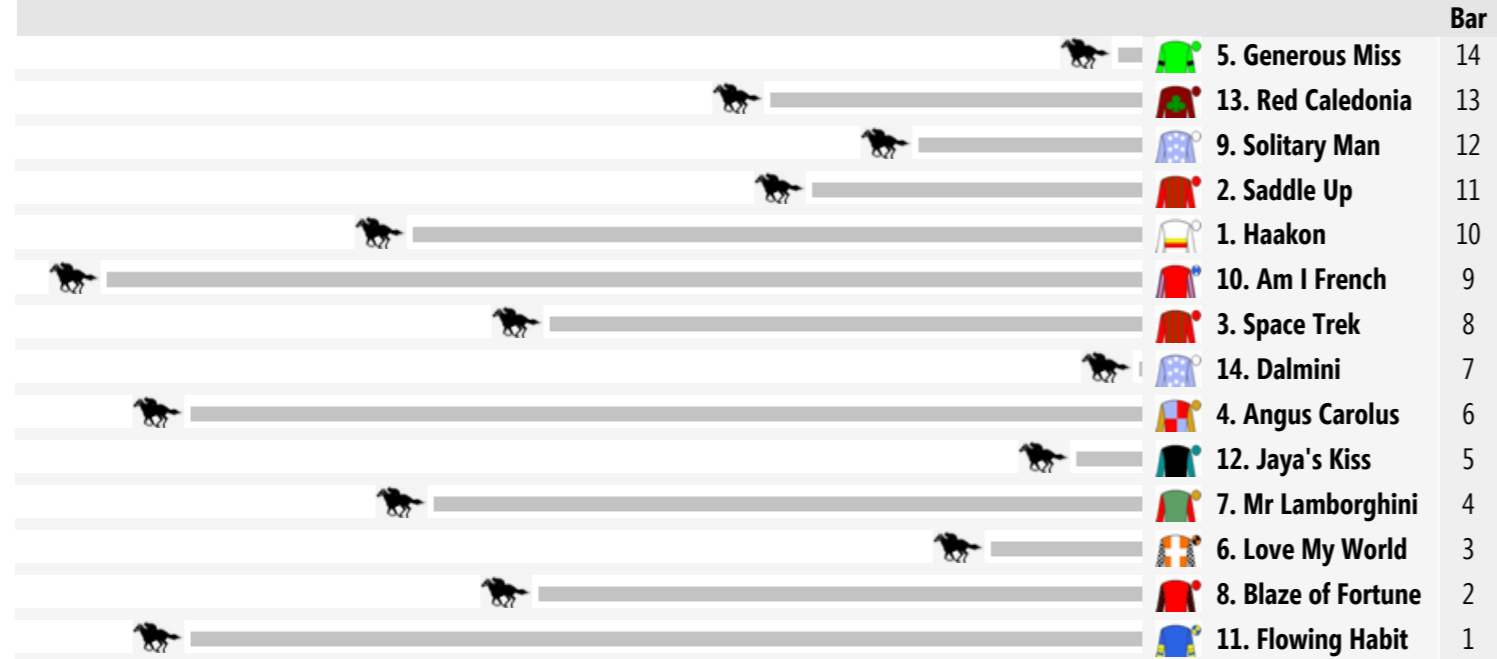 Bar
5. Generous Miss 14
13. Red Caledonia 13
9. Solitary Man 12
2. Saddle Up 11
1. Haakon 10
10. Am I French 9
3. Space Trek 8
14. Dalmini 7
4. Angus Carolus 6
12. Jaya's Kiss 5
7. Mr Lamborghini 4
6. Love My World 3
8. Blaze of Fortune 2
11. Flowing Habit 1